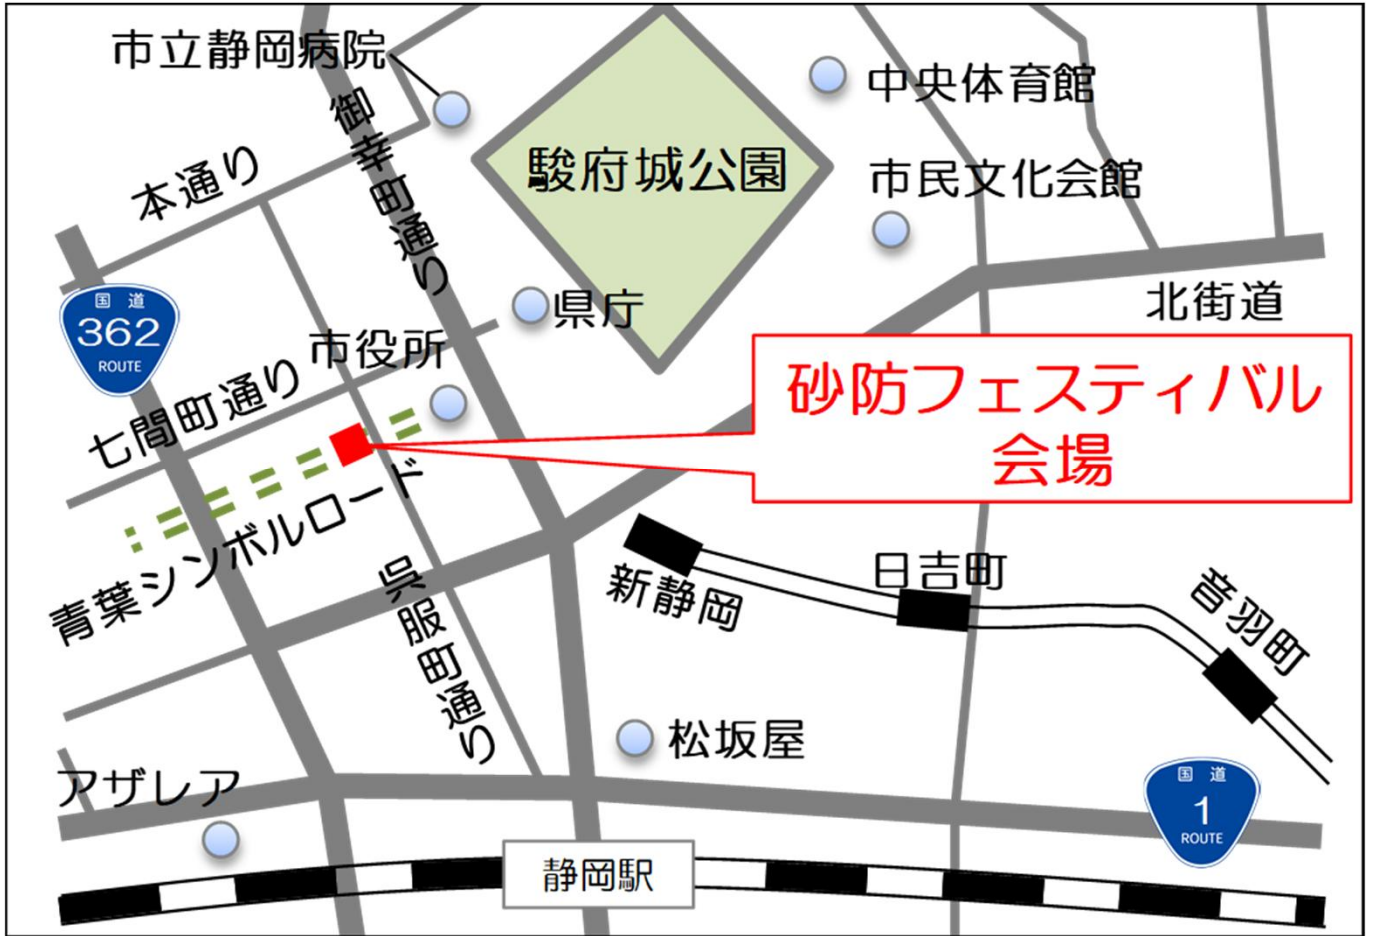 市立静岡病院
御幸町通り
中央体育館
駿府城公園
本通り
市民文化会館
国道
362
ROUTE
県庁
北街道
市役所
七間町通り
砂防フェスティバル
会場
青葉シンボルロード
新静岡
日吉町
音羽町
呉服町通り
松坂屋
アザレア
国道
1
ROUTE
静岡駅